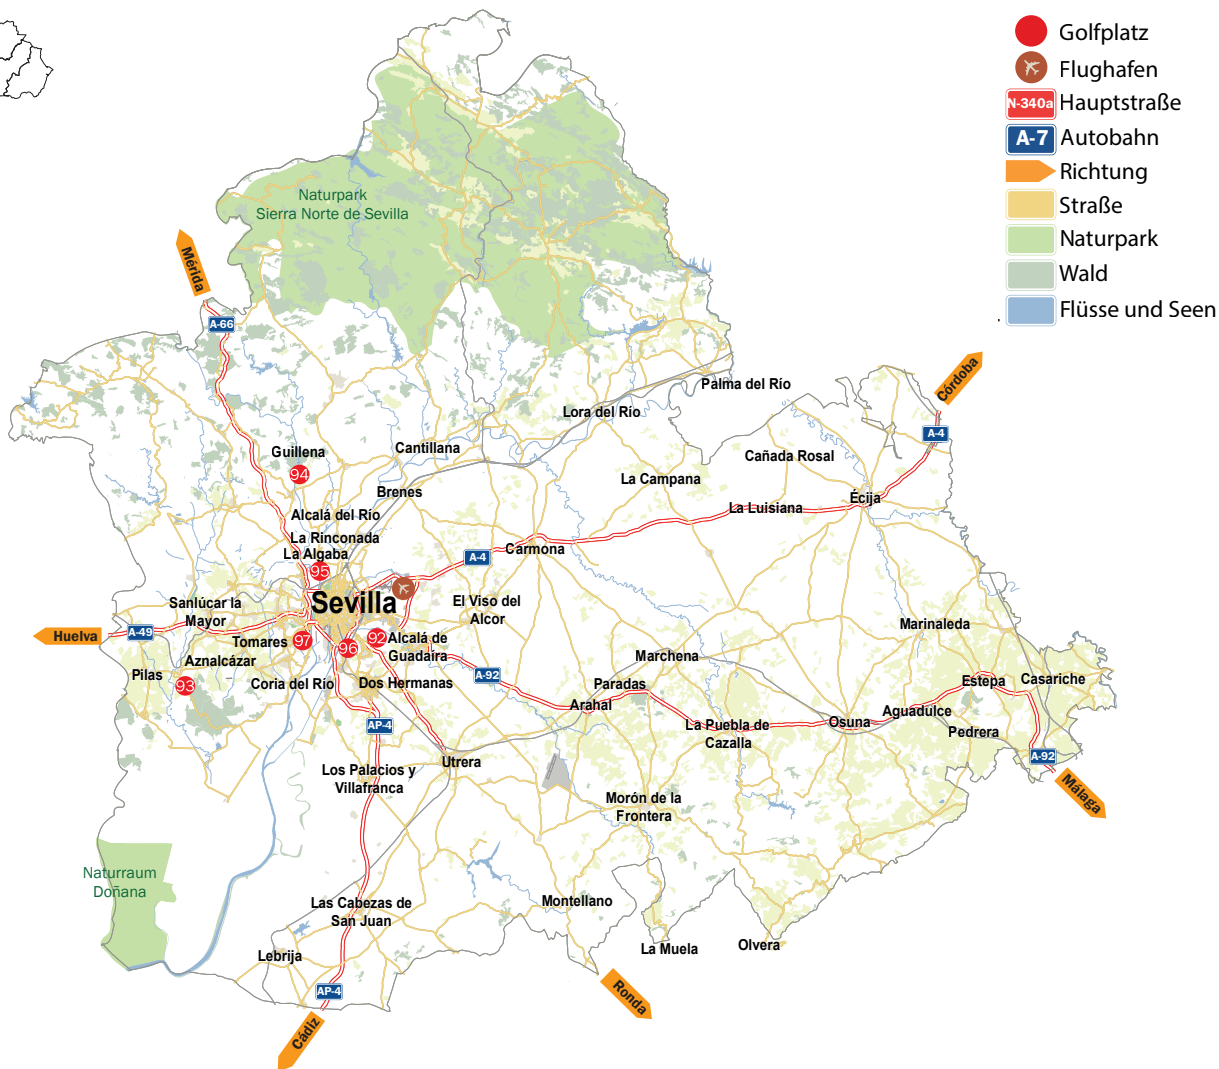 Golfplatz
Flughafen
N-340a Hauptstraße
A-7 Autobahn
Richtung
Straße
Naturpark
Wald
Flüsse und Seen
Naturpark
Sierra Norte de Sevilla
Mérida
A-66
Córdoba
A-4
Palma del Río
Lora del Río
Guillena
94
Cantillana
Cañada Rosal
La Campana
Brenes
Écija
La Luisiana
Alcalá del Río
La Rinconada
La Algaba
95
A-4
Carmona
Sevilla
Sanlúcar la
Mayor
El Viso del
Alcor
Marinaleda
Huelva
A-49
Tomares
97
96
92
Alcalá de
Guadaíra
Aznalcázar
Pilas
93
Coria del Río
Dos Hermanas
A-92
Marchena
Paradas
Arahal
Estepa
Casariche
Aguadulce
Osuna
La Puebla de
Cazalla
Pedrera
AP-4
A-92
Málaga
Utrera
Los Palacios y
Villafranca
Morón de la
Frontera
Naturraum
Doñana
Las Cabezas de
San Juan
Montellano
La Muela
Olvera
Lebrija
AP-4
Ronda
Cádiz